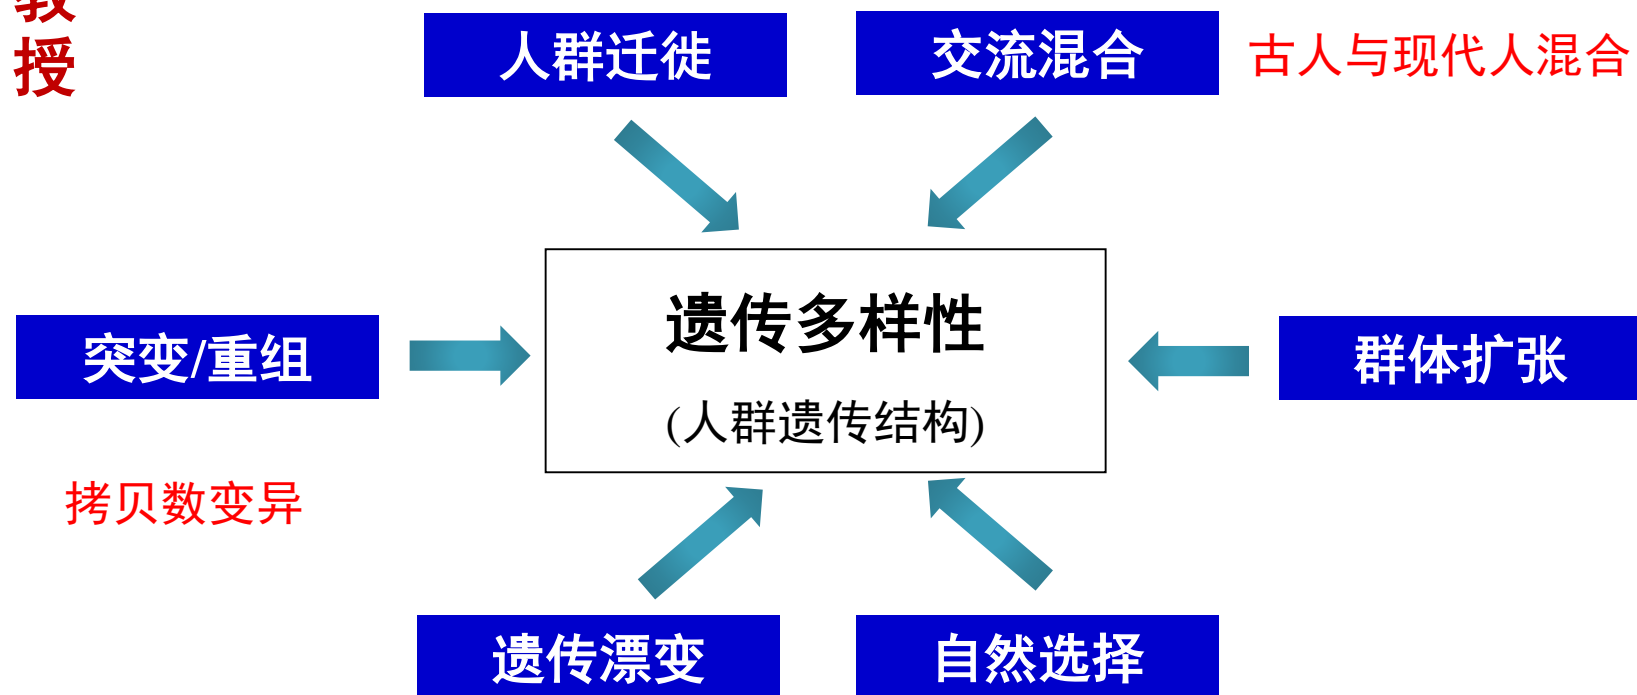 教
授
人群迁徙
交流混合
古人与现代人混合
遗传多样性
(人群遗传结构)
突变/重组
群体扩张
拷贝数变异
遗传漂变
自然选择